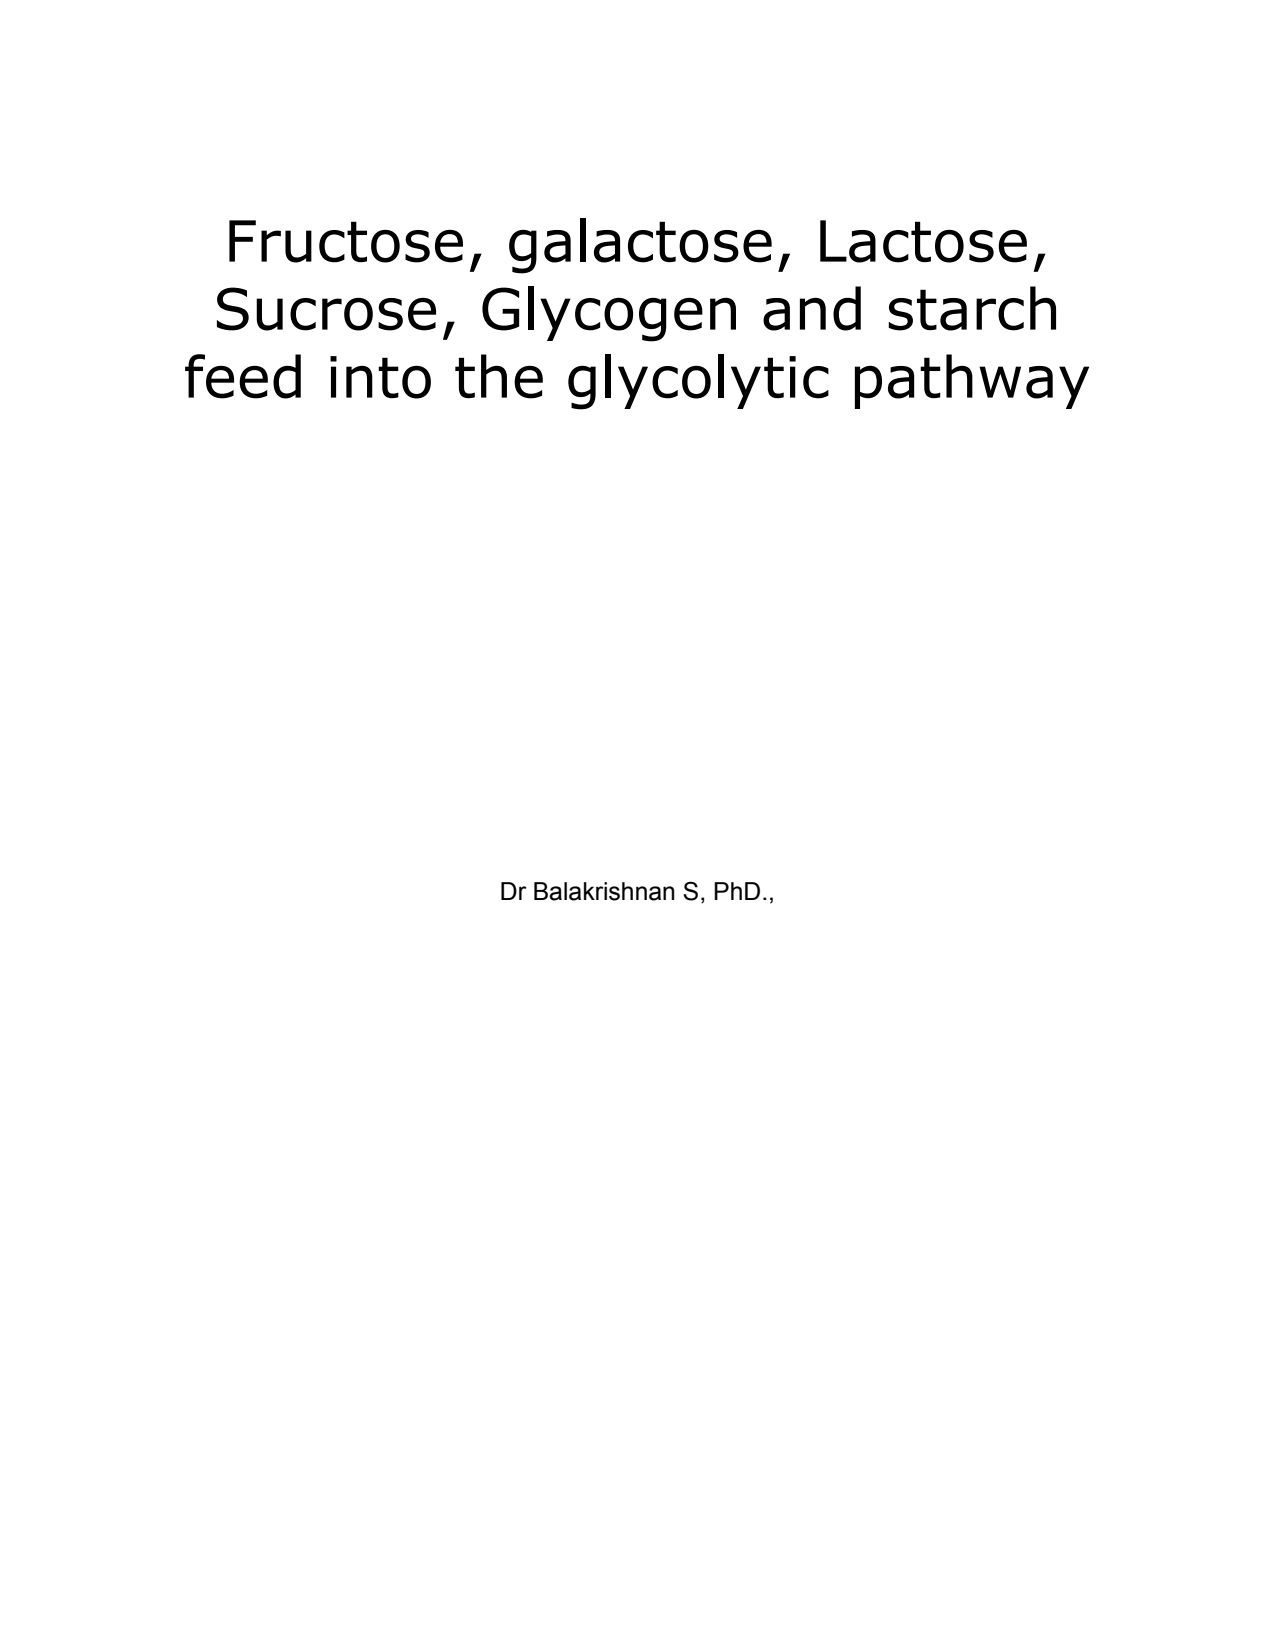 Fructose, galactose, Lactose,
Sucrose, Glycogen and starch
feed into the glycolytic pathway
Dr Balakrishnan S, PhD.,